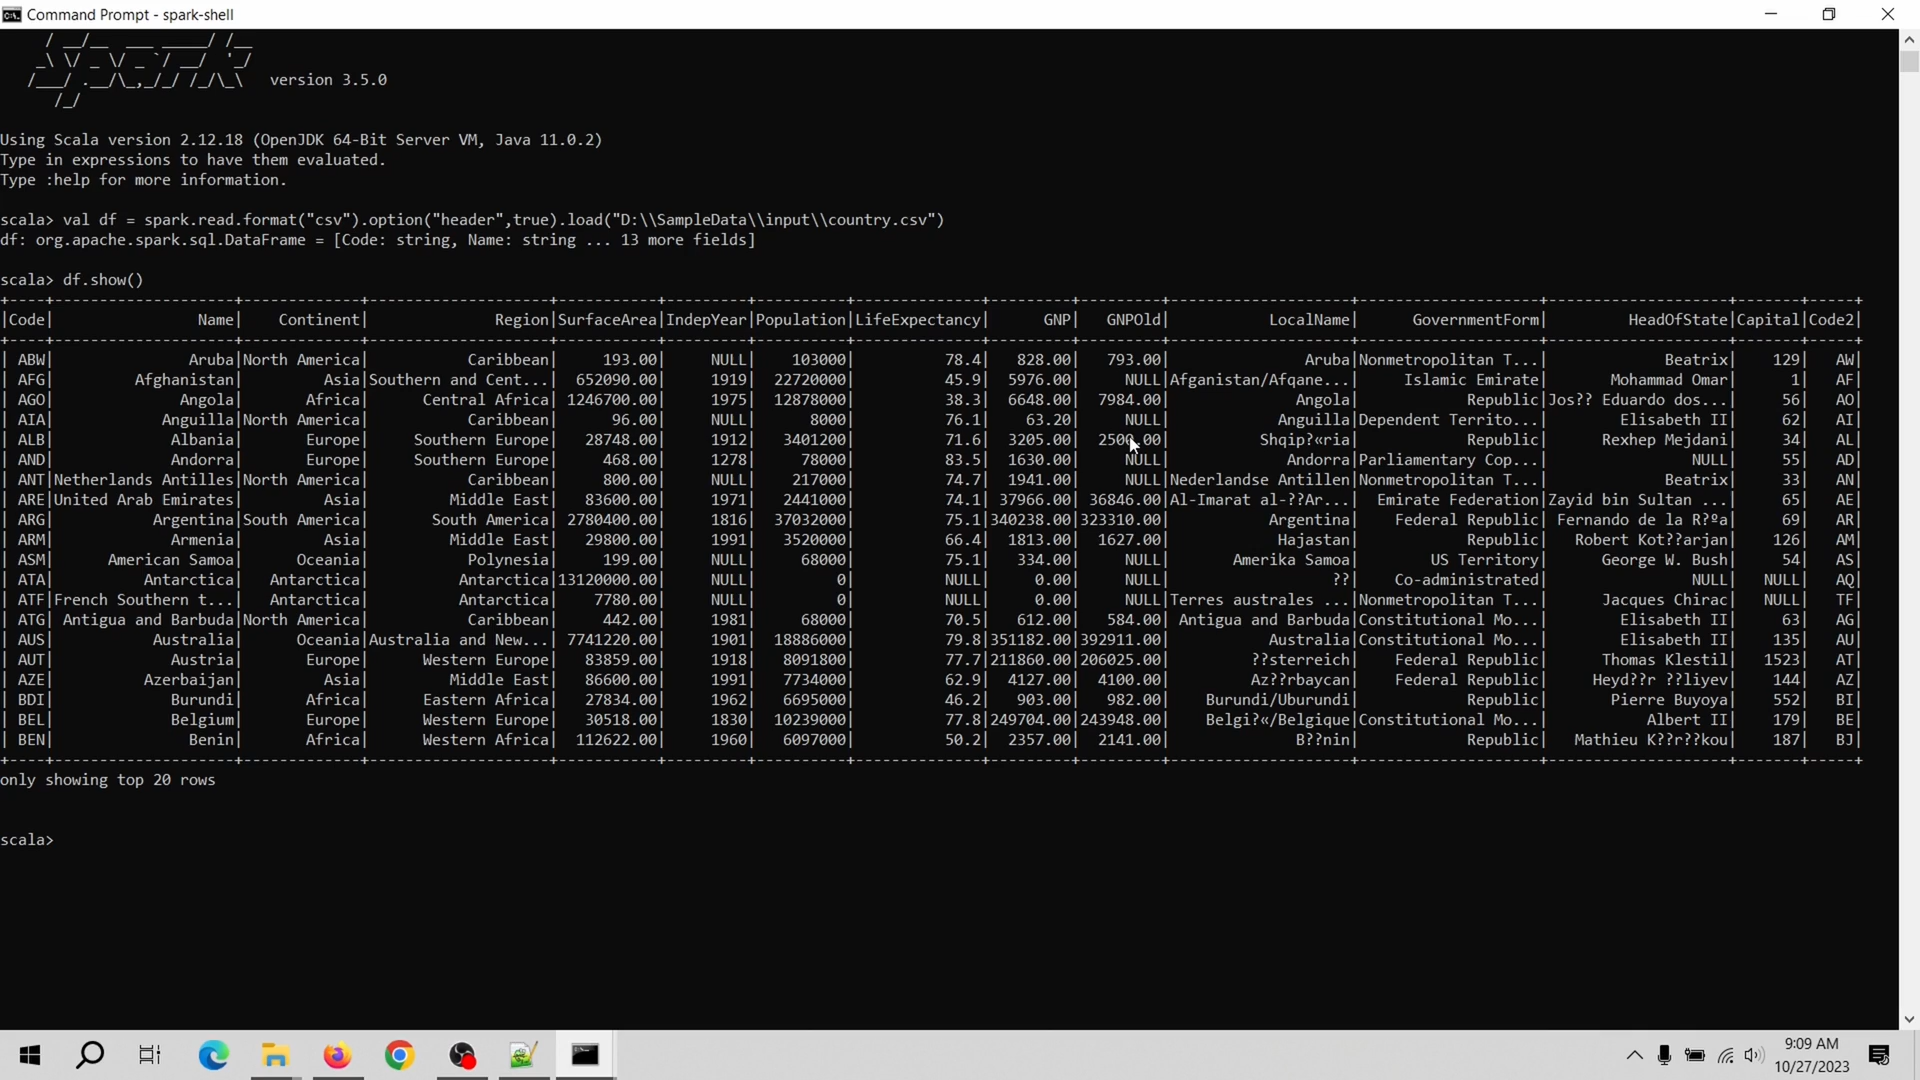 Command Prompt - spark-shell
version 3.5.0
Using Scala version 2.12.18 (OpenJDK 64-Bit Server VM, Java 11.0.2)
Type in expressions to have them evaluated.
Type :help for more information.
scala> val df = spark.read.format("csv").option("header",true).load("D:\\SampleData\\input\\country.csv")
df: org.apache.spark.sql.DataFrame = [Code: string, Name: string ... 13 more fields]
scala> df.show()
|Code| Name| Continent| Region|SurfaceArea|IndepYear|Population|LifeExpectancy| GNP| GNPOld| LocalName| GovernmentForm| HeadOfState|Capital|Code2|
| ABW| Aruba|North America| Caribbean| 193.00| NULL| 103000| 78.4| 828.00| 793.00| Aruba|Nonmetropolitan T...| Beatrix| 129| AW|
| AFG| Afghanistan| Asia|Southern and Cent...| 652090.00| 1919| 22720000| 45.9| 5976.00| NULL|Afganistan/Afqane...| Islamic Emirate| Mohammad Omar| 1| AF|
| AGO| Angola| Africa| Central Africa| 1246700.00| 1975| 12878000| 38.3| 6648.00| 7984.00| Angola| Republic|Jos?? Eduardo dos...| 56| AO|
| AIA| Anguilla|North America| Caribbean| 96.00| NULL| 8000| 76.1| 63.20| NULL| Anguilla|Dependent Territo...| Elisabeth II| 62| AI|
| ALB| Albania| Europe| Southern Europe| 28748.00| 1912| 3401200| 71.6| 3205.00| 2500.00| Shqip?«ria| Republic| Rexhep Mejdani| 34| AL|
| AND| Andorra| Europe| Southern Europe| 468.00| 1278| 78000| 83.5| 1630.00| NULL| Andorra|Parliamentary Cop...| NULL| 55| AD|
| ANT|Netherlands Antilles|North America| Caribbean| 800.00| NULL| 217000| 74.7| 1941.00| NULL|Nederlandse Antillen|Nonmetropolitan T...| Beatrix| 33| AN|
| ARE|United Arab Emirates| Asia| Middle East| 83600.00| 1971| 2441000| 74.1| 37966.00| 36846.00|Al-Imarat al-??Ar...| Emirate Federation|Zayid bin Sultan ...| 65| AE|
| ARG| Argentina|South America| South America| 2780400.00| 1816| 37032000| 75.1|340238.00|323310.00| Argentina| Federal Republic| Fernando de la R?ºa| 69| AR|
| ARM| Armenia| Asia| Middle East| 29800.00| 1991| 3520000| 66.4| 1813.00| 1627.00| Hajastan| Republic| Robert Kot??arjan| 126| AM|
| ASM| American Samoa| Oceania| Polynesia| 199.00| NULL| 68000| 75.1| 334.00| NULL| Amerika Samoa| US Territory| George W. Bush| 54| AS|
| ATA| Antarctica| Antarctica| Antarctica|13120000.00| NULL| 0| NULL| 0.00| NULL| ??| Co-administrated| NULL| NULL| AQ|
| ATF|French Southern t...| Antarctica| Antarctica| 7780.00| NULL| 0| NULL| 0.00| NULL|Terres australes ...|Nonmetropolitan T...| Jacques Chirac| NULL| TF|
| ATG| Antigua and Barbuda|North America| Caribbean| 442.00| 1981| 68000| 70.5| 612.00| 584.00| Antigua and Barbuda|Constitutional Mo...| Elisabeth II| 63| AG|
| AUS| Australia| Oceania|Australia and New...| 7741220.00| 1901| 18886000| 79.8|351182.00|392911.00| Australia|Constitutional Mo...| Elisabeth II| 135| AU|
| AUT| Austria| Europe| Western Europe| 83859.00| 1918| 8091800| 77.7|211860.00|206025.00| ??sterreich| Federal Republic| Thomas Klestil| 1523| AT|
| AZE| Azerbaijan| Asia| Middle East| 86600.00| 1991| 7734000| 62.9| 4127.00| 4100.00| Az??rbaycan| Federal Republic| Heyd??r ??liyev| 144| AZ|
| BDI| Burundi| Africa| Eastern Africa| 27834.00| 1962| 6695000| 46.2| 903.00| 982.00| Burundi/Uburundi| Republic| Pierre Buyoya| 552| BI|
| BEL| Belgium| Europe| Western Europe| 30518.00| 1830| 10239000| 77.8|249704.00|243948.00| Belgi?«/Belgique|Constitutional Mo...| Albert II| 179| BE|
| BEN| Benin| Africa| Western Africa| 112622.00| 1960| 6097000| 50.2| 2357.00| 2141.00| B??nin| Republic| Mathieu K??r??kou| 187| BJ|
only showing top 20 rows
scala>
9:09 AM
10/27/2023